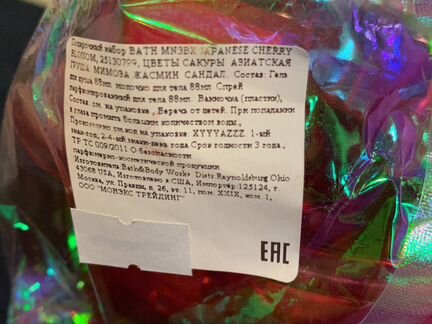 Подарочный набор BATH MNЗBX JAPANESE CHERRY
BLOSSOM, 25130799, ЦВЕТЫ САКУРЫ АЗИАТСКАЯ
ГРУША МИМОЗА ЖАСМИН САНДАЛ. Состав: Гель
для душа 88мл молочко для тела 88мл Спрей
парфюмированный для тела 88мл Ванночка (пластик),
Состав см. на упаковке , Беречь от детей. При попадании
в глаза промыть большим количеством воды ,
Произведено см.код на упаковке: XYYYAZZZ. 1-ый
знак-год, 2-4-ый знаки-день года Срок годности 3 года ,
ТР ТС 009/2011 О безопасности
парфюмерно-косметической продукции
Изготовитель:Bath&Body Works Distr.Reynoldsburg Ohio
43068 USA, Изготовлено в США, Импортёр:125124, г.
Москва, ул. Правды, д. 26, эт. 11, пом. XXIX, ком. 1,
ООО "МОНЭКС ТРЕЙДИНГ"
EAC